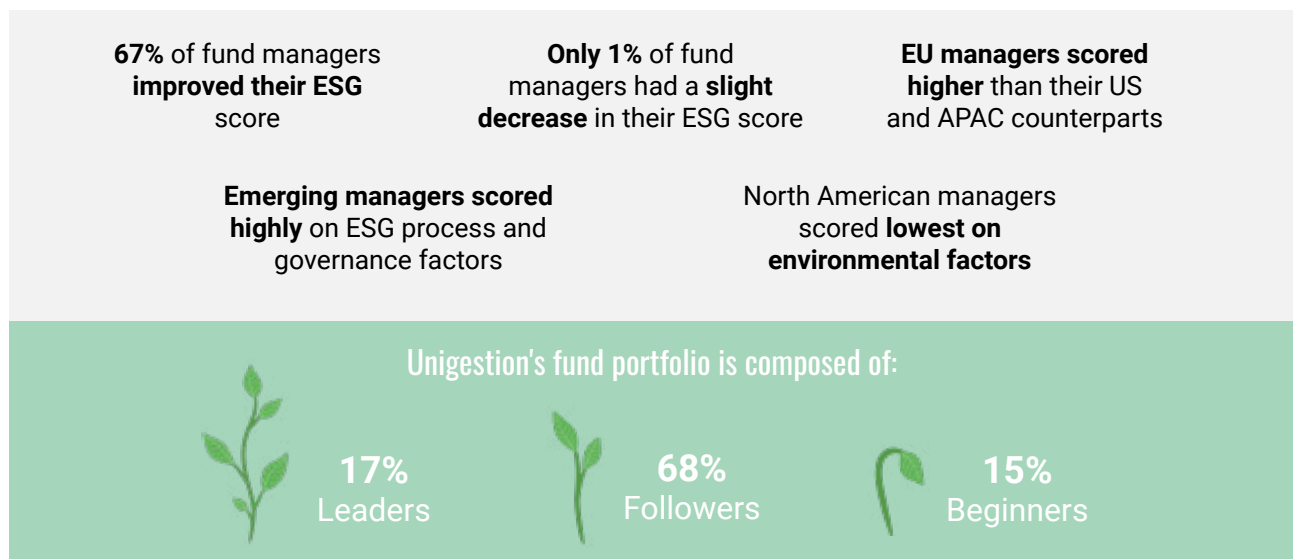 67% of fund managers
improved their ESG
score
Only 1% of fund
managers had a slight
decrease in their ESG score
EU managers scored
higher than their US
and APAC counterparts
Emerging managers scored
highly on ESG process and
governance factors
North American managers
scored lowest on
environmental factors
Unigestion's fund portfolio is composed of:
17%
Leaders
68%
Followers
15%
Beginners